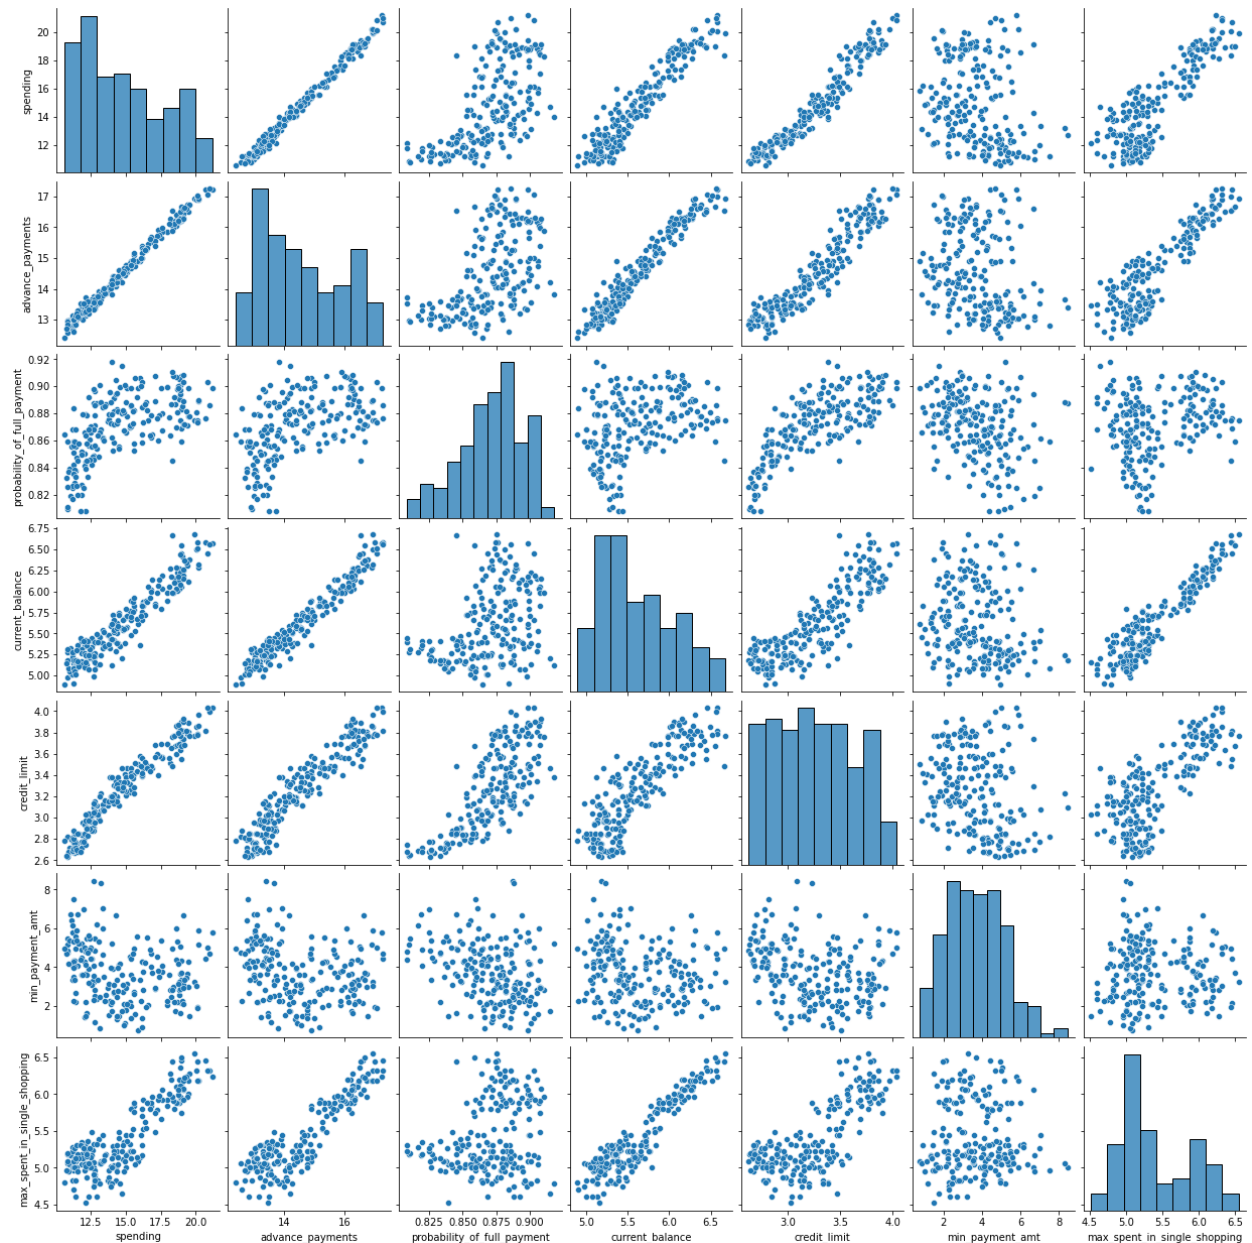 20
18
16
14
12
spending
17
16
15
14
13
advance_payments
0.92
0.90
0.88
0.86
0.84
0.82
probability_of_full_payment
6.75
6.50
6.25
6.00
5.75
5.50
5.25
5.00
current_balance
4.0
3.8
3.6
3.4
3.2
3.0
2.8
2.6
credit_limit
8
6
4
2
min_payment_amt
6.5
6.0
5.5
5.0
4.5
max_spent_in_single_shopping
12.5 15.0 17.5 20.0
14 16
0.825 0.850 0.875 0.900
5.0 5.5 6.0 6.5
3.0 3.5 4.0
2 4 6 8
4.5 5.0 5.5 6.0 6.5
spending
advance_payments
probability_of_full_payment
current_balance
credit_limit
min_payment_amt
max_spent_in_single_shopping